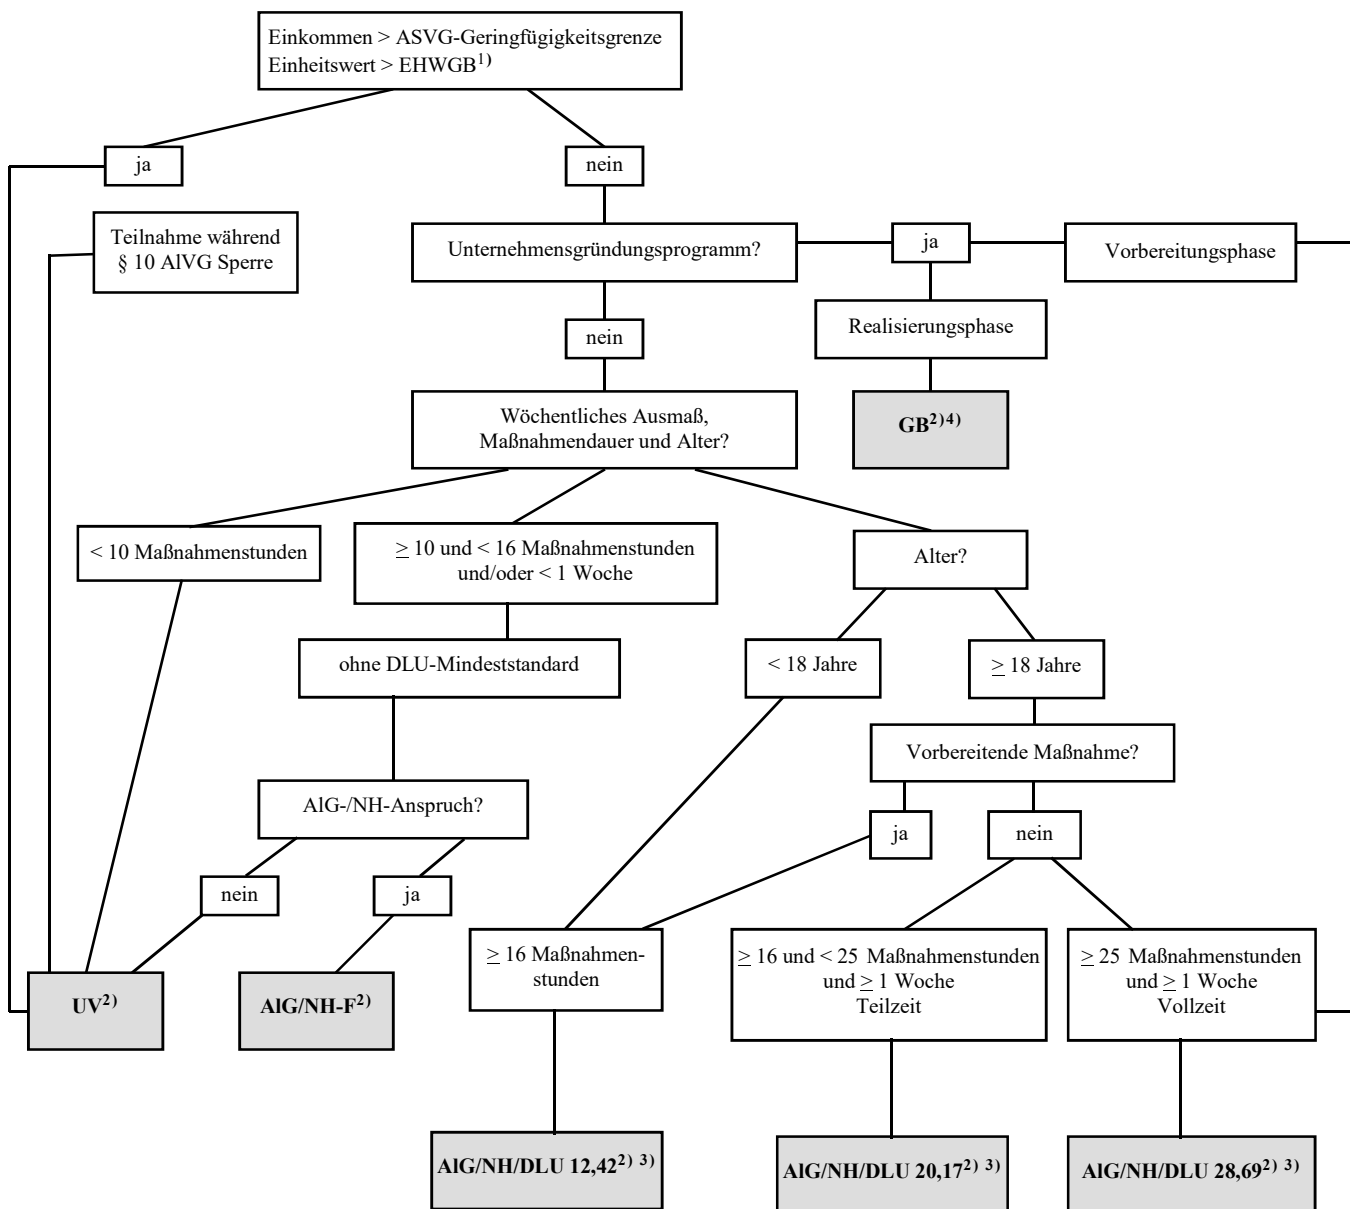 Einkommen > ASVG-Geringfügigkeitsgrenze
Einheitswert > EHWGB1)
ja
nein
Teilnahme während
§ 10 AlVG Sperre
Unternehmensgründungsprogramm?
ja
Vorbereitungsphase
nein
Realisierungsphase
Wöchentliches Ausmaß,
Maßnahmendauer und Alter?
GB2)4)
< 10 Maßnahmenstunden
≥ 10 und < 16 Maßnahmenstunden
und/oder < 1 Woche
Alter?
ohne DLU-Mindeststandard
< 18 Jahre
≥ 18 Jahre
Vorbereitende Maßnahme?
AlG-/NH-Anspruch?
ja
nein
nein
ja
≥ 16 Maßnahmen-
stunden
≥ 16 und < 25 Maßnahmenstunden
und ≥ 1 Woche
Teilzeit
≥ 25 Maßnahmenstunden
und ≥ 1 Woche
Vollzeit
UV2)
AlG/NH-F2)
AlG/NH/DLU 12,422) 3)
AlG/NH/DLU 20,172) 3)
AlG/NH/DLU 28,692) 3)